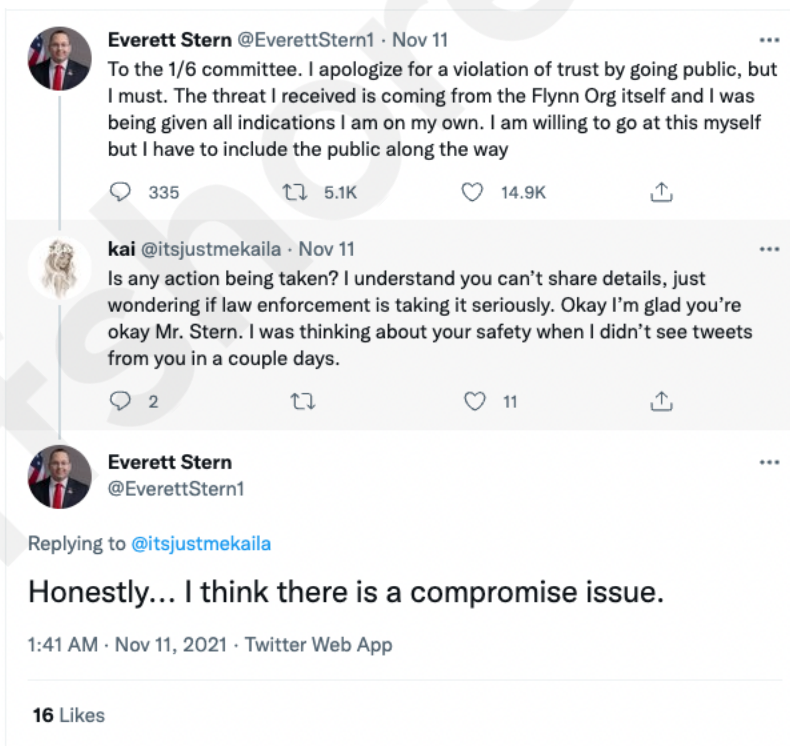 Everett Stern @EverettStern1 · Nov 11
To the 1/6 committee. I apologize for a violation of trust by going public, but
I must. The threat I received is coming from the Flynn Org itself and I was
being given all indications I am on my own. I am willing to go at this myself
but I have to include the public along the way
335 5.1K 14.9K
kai @itsjustmekaila · Nov 11
Is any action being taken? I understand you can’t share details, just
wondering if law enforcement is taking it seriously. Okay I’m glad you’re
okay Mr. Stern. I was thinking about your safety when I didn’t see tweets
from you in a couple days.
2 11
Everett Stern
@EverettStern1
Replying to @itsjustmekaila
Honestly... I think there is a compromise issue.
1:41 AM · Nov 11, 2021 · Twitter Web App
16 Likes